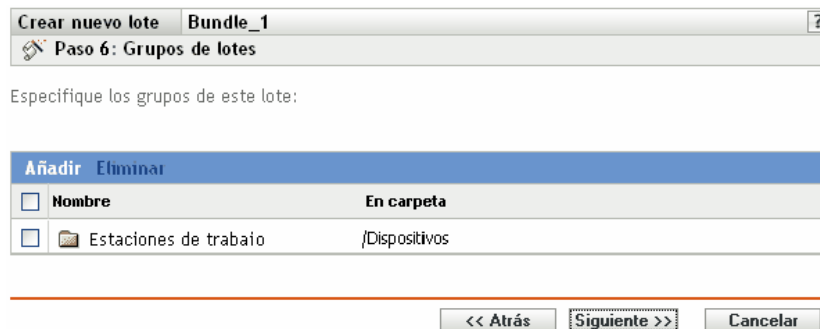 Crear nuevo lote Bundle_1 ?
Paso 6: Grupos de lotes
Especifique los grupos de este lote:
Añadir Eliminar
Nombre En carpeta
Estaciones de trabajo /Dispositivos
<< Atrás Siguiente >> Cancelar